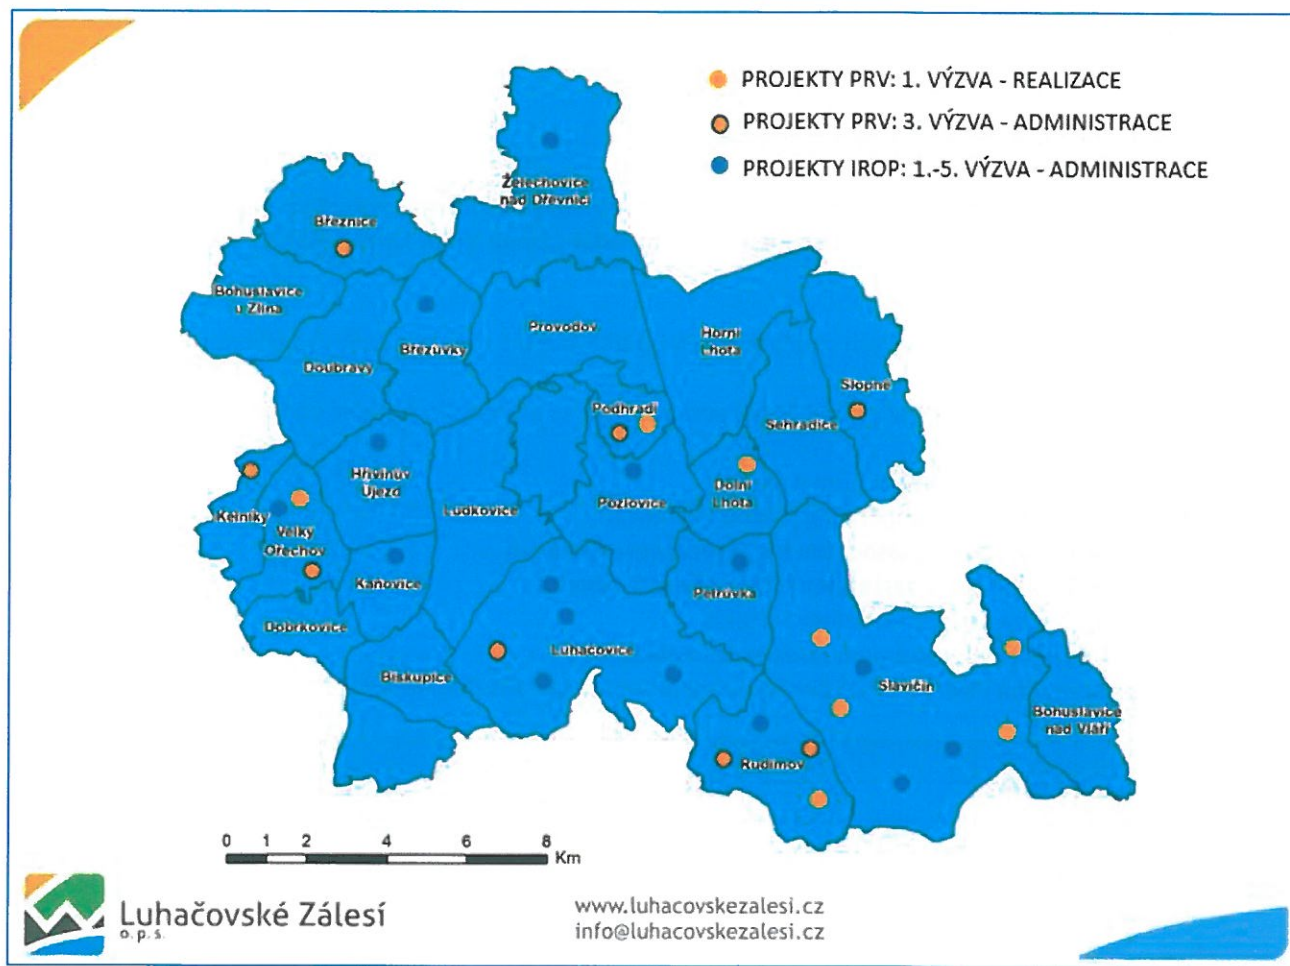 PROJEKTY PRV: 1. VÝZVA - REALIZACE
PROJEKTY PRV: 3. VÝZVA - ADMINISTRACE
PROJEKTY IROP: 1.-5. VÝZVA - ADMINISTRACE
Želechovice
nad Dřevnicí
Březnice
Bohuslavice
u Zlína
Provodov
Horní
Lhota
Březůvky
Doubravy
Slopné
Podhradí
Sehradice
Hřivínův
Újezd
Dolní
Lhota
Pozlovice
Ludkovice
Kelníky
Velký
Ořechov
Kaňovice
Petrůvka
Dobrkovice
Luhačovice
Biskupice
Slavičín
Bohuslavice
nad Vláří
Rudimov
0 1 2 4 6 8
Km
Luhačovské Zálesí
o.p.s.
www.luhacovskezalesi.cz
info@luhacovskezalesi.cz